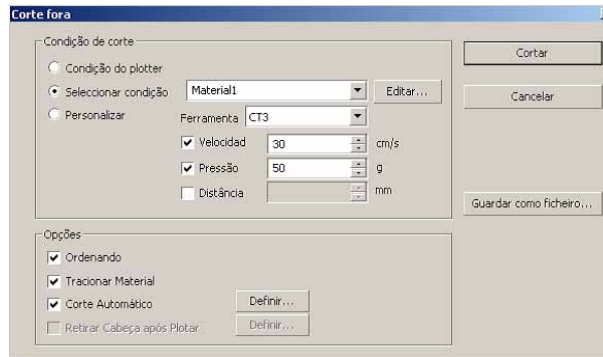 Corte fora
Condição de corte
Condição do plotter
Seleccionar condição Material1 Editar...
Personalizar Ferramenta CT3
Velocidad 30 cm/s
Pressão 50 g
Distância mm
Cortar
Cancelar
Guardar como ficheiro...
Opções
Ordenando
Tracionar Material
Corte Automático Definir...
Retirar Cabeça após Plotar Definir...